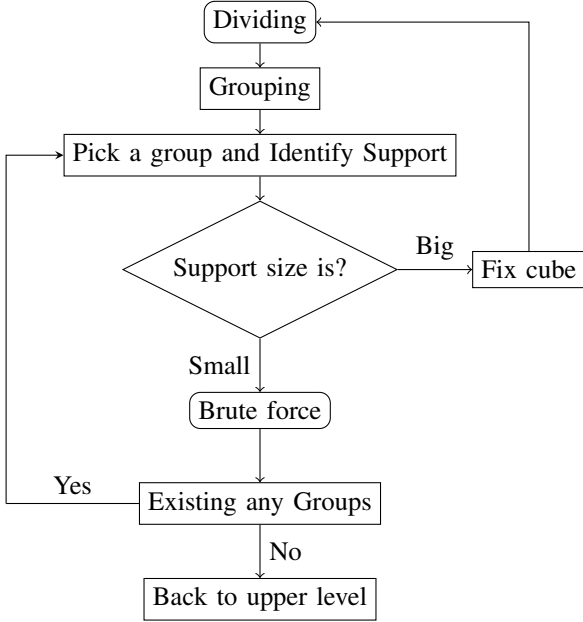 Dividing
Grouping
Pick a group and Identify Support
Support size is?
Big
Fix cube
Small
Brute force
Yes
Existing any Groups
No
Back to upper level